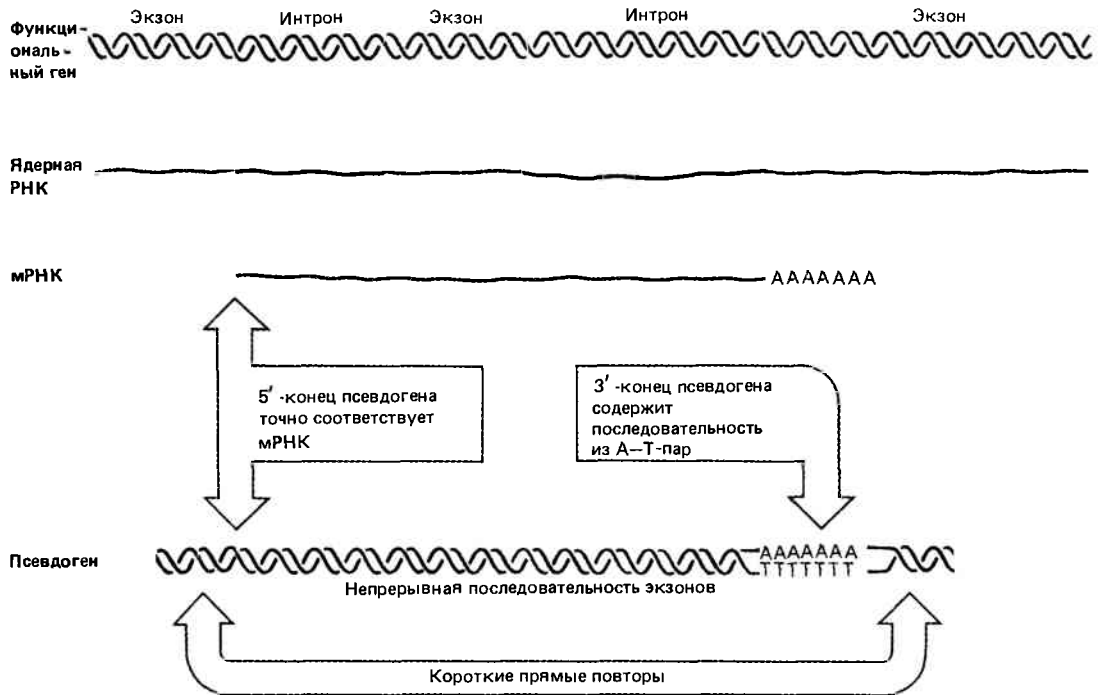 Экзон Интрон Экзон Интрон Экзон
Функци-
ональ-
ный ген
Ядерная
РНК
мРНК
AAAAAAA
5′-конец псевдогена
точно соответствует
мРНК
3′-конец псевдогена
содержит
последовательность
из А—Т-пар
Псевдоген
AAAAAAA
TTTTTTT
Непрерывная последовательность экзонов
Короткие прямые повторы